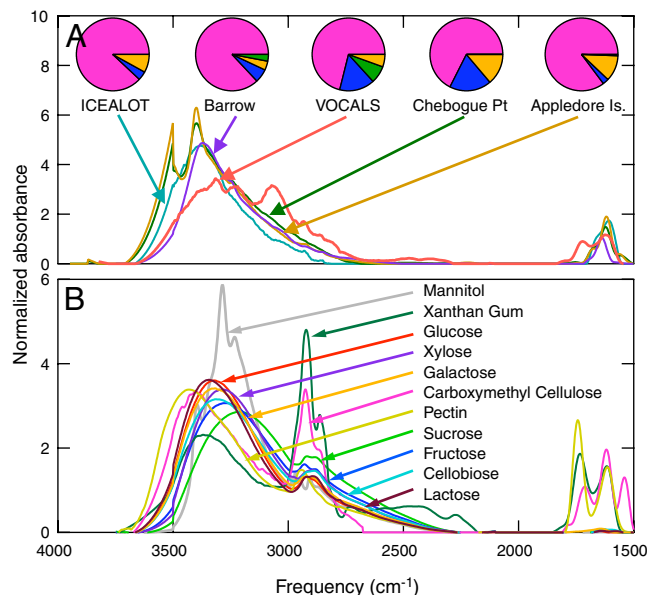 10
A
8
6
4
2
0
ICEALOT
Barrow
VOCALS
Chebogue Pt
Appledore Is.
Normalized absorbance
6
B
4
2
0
Mannitol
Xanthan Gum
Glucose
Xylose
Galactose
Carboxymethyl Cellulose
Pectin
Sucrose
Fructose
Cellobiose
Lactose
4000 3500 3000 2500 2000 1500
Frequency (cm-1)